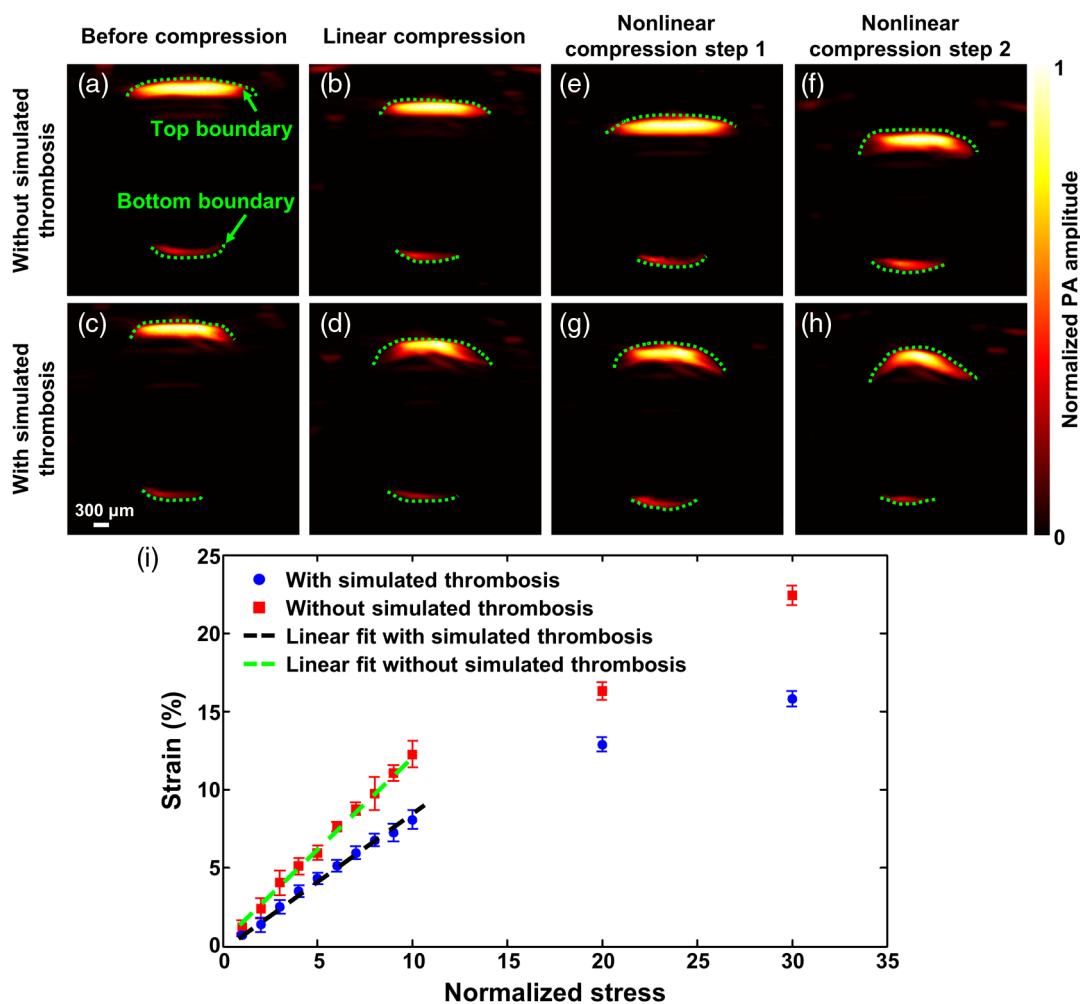 Before compression
Linear compression
Nonlinear
compression step 1
Nonlinear
compression step 2
Without simulated
thrombosis
(a)
Top boundary
Bottom boundary
(b)
(e)
(f)
1
Normalized PA amplitude
0
With simulated
thrombosis
(c)
300 µm
(d)
(g)
(h)
(i)
With simulated thrombosis
Without simulated thrombosis
Linear fit with simulated thrombosis
Linear fit without simulated thrombosis
Strain (%)
25
20
15
10
5
0
0 5 10 15 20 25 30 35
Normalized stress